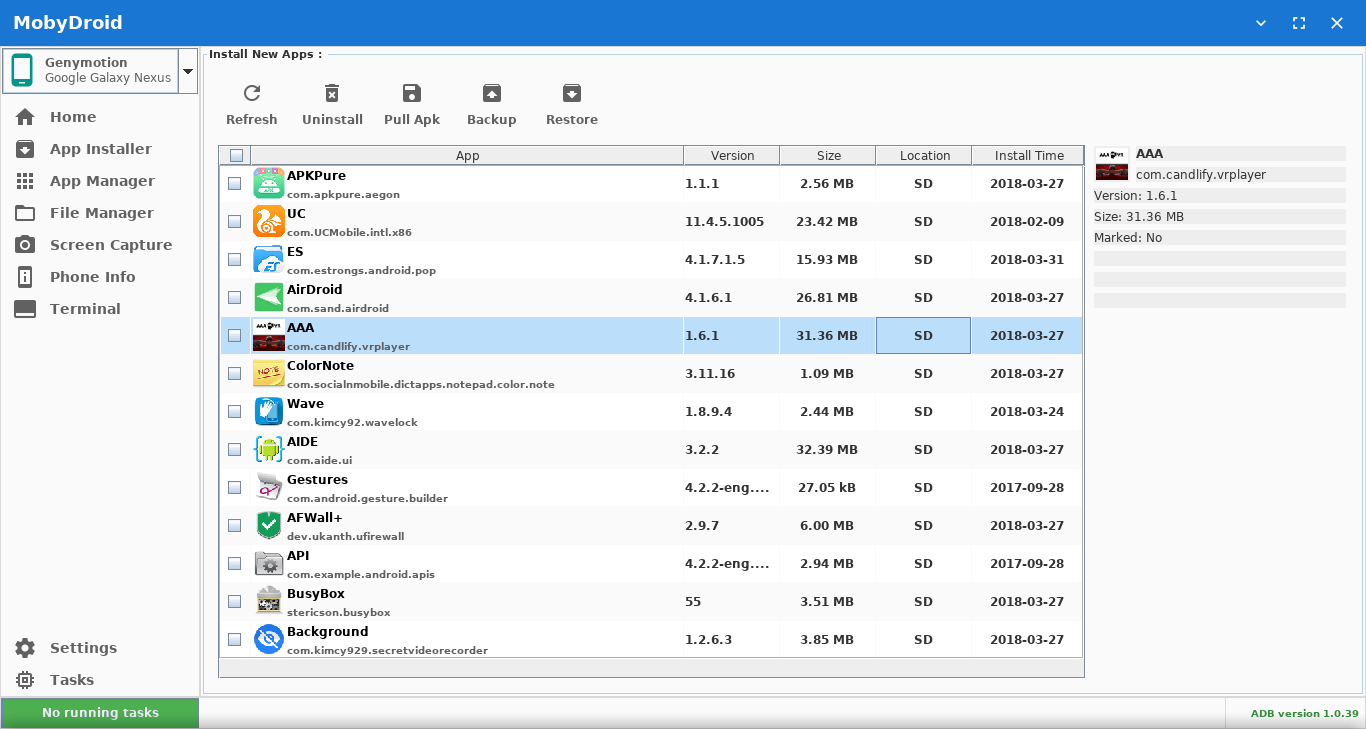 MobyDroid
Genymotion
Google Galaxy Nexus
Home
App Installer
App Manager
File Manager
Screen Capture
Phone Info
Terminal
Settings
Tasks
No running tasks
Install New Apps :
Refresh Uninstall Pull Apk Backup Restore
App Version Size Location Install Time
APKPure
com.apkpure.aegon
1.1.1 2.56 MB SD 2018-03-27
UC
com.UCMobile.intl.x86
11.4.5.1005 23.42 MB SD 2018-02-09
ES
com.estrongs.android.pop
4.1.7.1.5 15.93 MB SD 2018-03-31
AirDroid
com.sand.airdroid
4.1.6.1 26.81 MB SD 2018-03-27
AAA
com.candlify.vrplayer
1.6.1 31.36 MB SD 2018-03-27
NOTE
ColorNote
com.socialnmobile.dictapps.notepad.color.note
3.11.16 1.09 MB SD 2018-03-27
Wave
com.kimcy92.wavelock
1.8.9.4 2.44 MB SD 2018-03-24
AIDE
com.aide.ui
3.2.2 32.39 MB SD 2018-03-27
Gestures
com.android.gesture.builder
4.2.2-eng.... 27.05 kB SD 2017-09-28
AFWall+
dev.ukanth.ufirewall
2.9.7 6.00 MB SD 2018-03-27
API
com.example.android.apis
4.2.2-eng.... 2.94 MB SD 2017-09-28
BusyBox
stericson.busybox
55 3.51 MB SD 2018-03-27
Background
com.kimcy929.secretvideorecorder
1.2.6.3 3.85 MB SD 2018-03-27
AAA
com.candlify.vrplayer
Version: 1.6.1
Size: 31.36 MB
Marked: No
ADB version 1.0.39